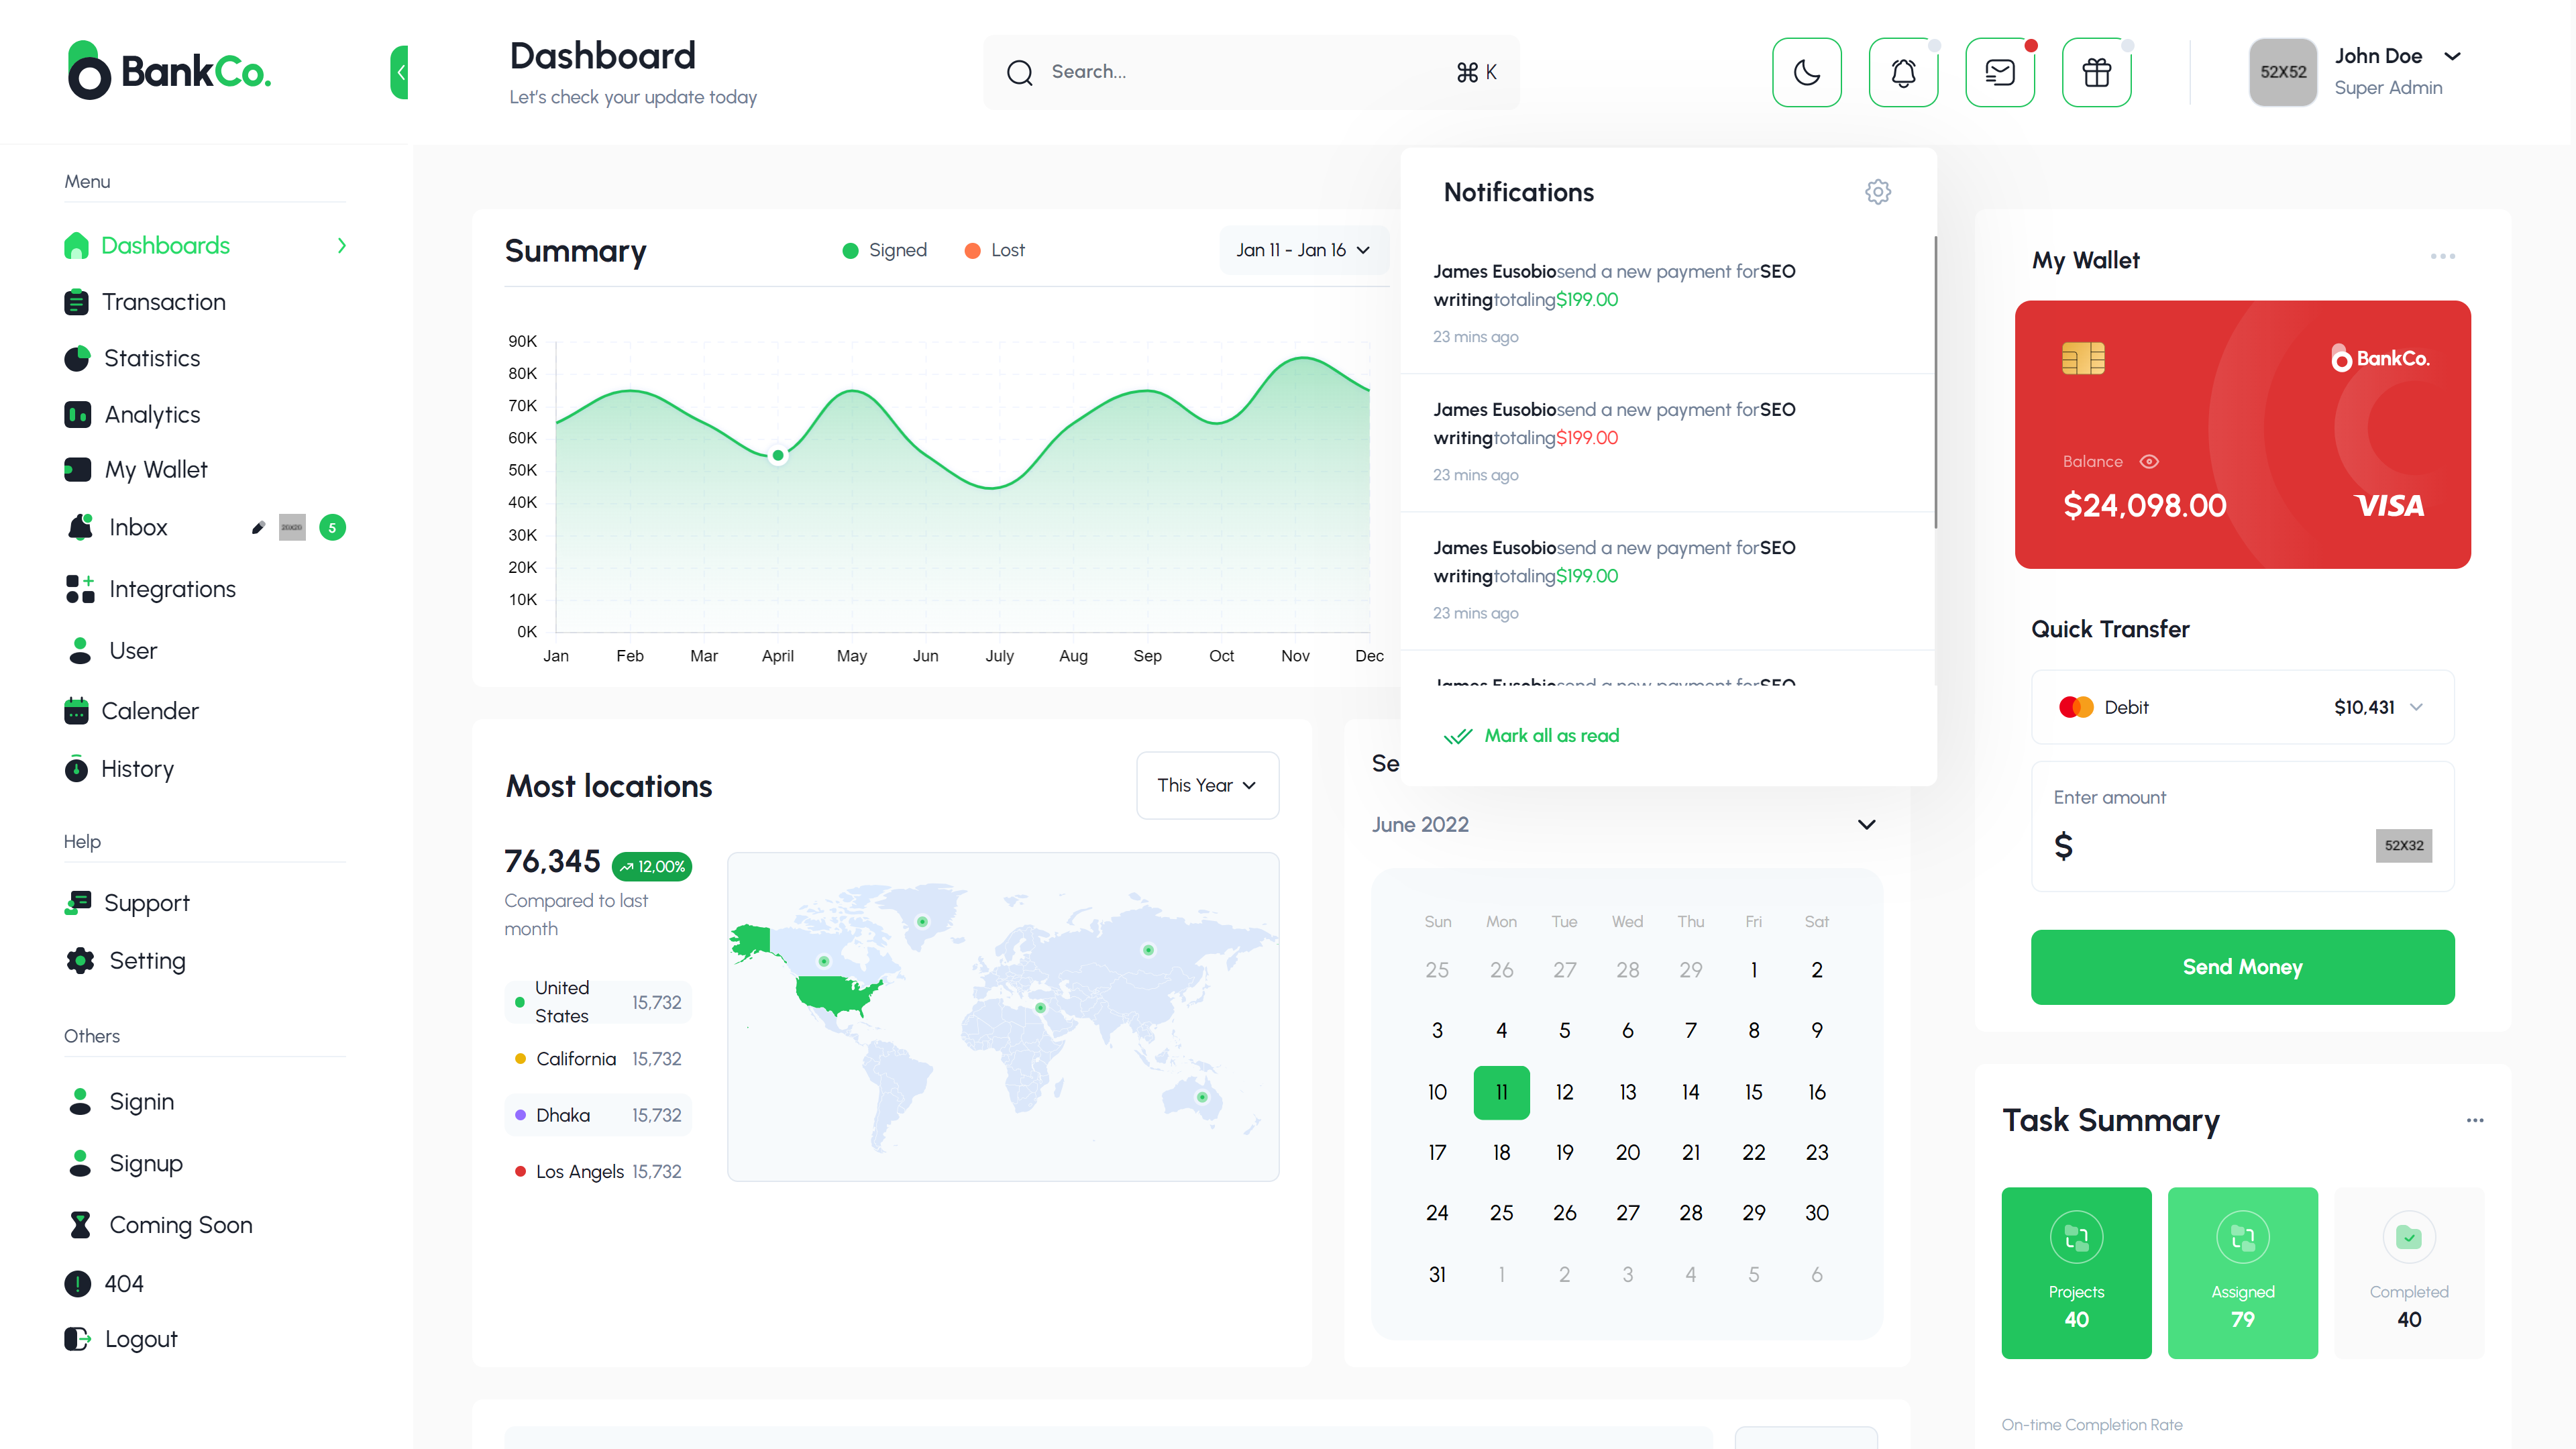 BankCo.
Dashboard
Let's check your update today
Search...
⌘ K
52X52
John Doe
Super Admin
Menu
Dashboards
Transaction
Statistics
Analytics
My Wallet
Inbox
20X20
5
Integrations
User
Calender
History
Help
Support
Setting
Others
Signin
Signup
Coming Soon
404
Logout
Summary
Signed
Lost
Jan 11 - Jan 16
90K
80K
70K
60K
50K
40K
30K
20K
10K
0K
Jan Feb Mar April May Jun July Aug Sep Oct Nov Dec
Notifications
James Eusobiosend a new payment forSEO
writingtotaling$199.00
23 mins ago
James Eusobiosend a new payment forSEO
writingtotaling$199.00
23 mins ago
James Eusobiosend a new payment forSEO
writingtotaling$199.00
23 mins ago
James Eusobiosend a new payment forSEO
Mark all as read
Most locations
This Year
76,345
12,00%
Compared to last
month
United
States
15,732
California 15,732
Dhaka 15,732
Los Angels 15,732
Se
June 2022
Sun Mon Tue Wed Thu Fri Sat
25 26 27 28 29 1 2
3 4 5 6 7 8 9
10 11 12 13 14 15 16
17 18 19 20 21 22 23
24 25 26 27 28 29 30
31 1 2 3 4 5 6
My Wallet
BankCo.
Balance
$24,098.00
VISA
Quick Transfer
Debit
$10,431
Enter amount
$
52X32
Send Money
Task Summary
Projects
40
Assigned
79
Completed
40
On-time Completion Rate